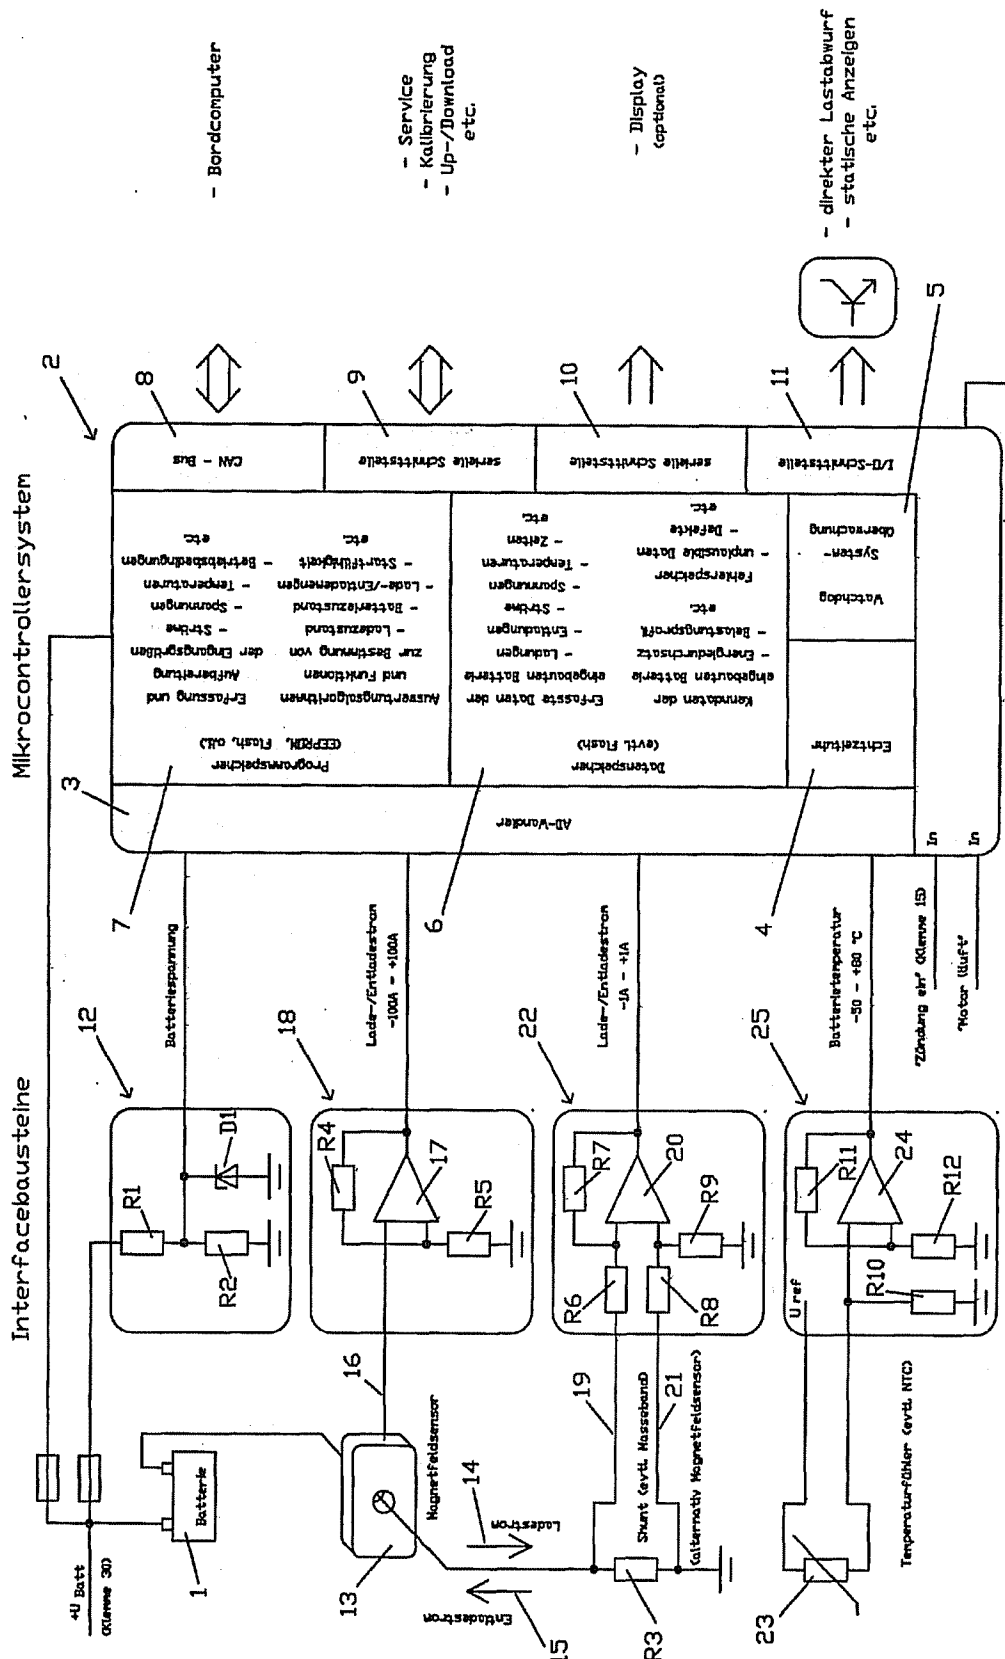 Mikrocontrollersystem
Interfacebausteine
+U Batt
(Klemme 30)
Batterie
1
2
3
4
5
6
7
8
9
10
11
12
13
14
15
16
17
18
19
20
21
22
23
24
25
R1
R2
D1
R3
R4
R5
R6
R7
R8
R9
R10
R11
R12
U ref
Magnetfeldsensor
Ladestrom
Entladestrom
Shunt (evtl. Masseband)
(alternativ Magnetfeldsensor)
Temperaturfühler (evtl. NTC)
Batteriespannung
Lade-/Entladestrom
-100A - +100A
Lade-/Entladestrom
-1A - +1A
Batterietemperatur
-50 - +80 °C
"Zündung ein" (Klemme 15)
"Motor läuft"
In
In
AD-Wandler
Programmspeicher
(EEPROM, Flash, o.ä.)
Erfassung und
Aufbereitung
der Eingangsgrößen
- Ströme
- Spannungen
- Temperaturen
- Betriebsbedingungen
etc.
Auswertungsalgorithmen
und Funktionen
zur Bestimmung von
- Ladezustand
- Batteriezustand
- Lade-/Entlademengen
- Startfähigkeit
etc.
Datenspeicher
(evtl. Flash)
Erfasste Daten der
eingebauten Batterie
- Ladungen
- Entladungen
- Ströme
- Spannungen
- Temperaturen
- Zeiten
etc.
Kenndaten der
eingebauten Batterie
- Energiedurchsatz
- Belastungsprofil
etc.
Fehlerspeicher
- unplausible Daten
- Defekte
etc.
Echtzeituhr
Watchdog
System-
Überwachung
CAN - Bus
serielle Schnittstelle
serielle Schnittstelle
I/O-Schnittstelle
- Bordcomputer
- Service
- Kalibrierung
- Up-/Download
etc.
- Display
(optional)
- direkter Lastabwurf
- statische Anzeigen
etc.